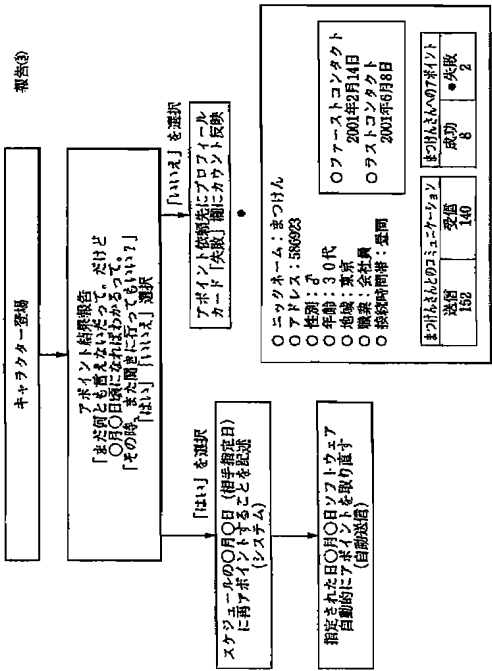 報告(3)
キャラクター登場
アポイント結果報告
「まだ何とも言えないだって。だけど
〇月〇日頃になればわかるって。
「その時、また聞きに行ってもいい?」
「はい」「いいえ」選択
「はい」を選択
「いいえ」を選択
スケジュールの〇月〇日(相手指定日)
に再アポイントすることを記述
(システム)
指定された日〇月〇日ソフトウェア
自動的にアポイントを取り直す
(自動送信)
アポイント依頼先にプロフィール
カード「失敗」欄にカウント反映
●
○ニックネーム:まつけん
○アドレス:586923
○性別:♂
○年齢:30代
○地域:東京
○職業:会社員
○接続時間帯:昼間
○ファーストコンタクト
2001年2月14日
○ラストコンタクト
2001年6月8日
まつけんさんとのコミュニケーション
送信 受信
152 140
まつけんさんへのアポイント
成功 ●失敗
8 2